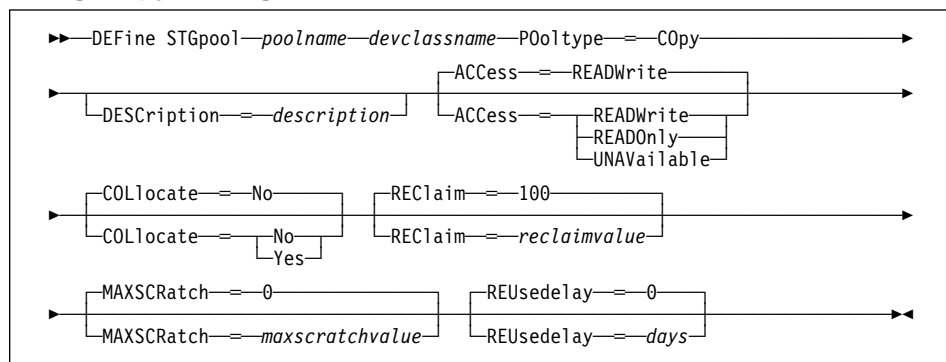 DEFine STGpool poolname devclassname POoltype = COpy
ACCess = READWrite
DESCription = description
ACCess = READWrite
READOnly
UNAVailable
COLlocate = No
REClaim = 100
COLlocate = No
Yes
REClaim = reclaimvalue
MAXSCRatch = 0
REUsedelay = 0
MAXSCRatch = maxscratchvalue
REUsedelay = days